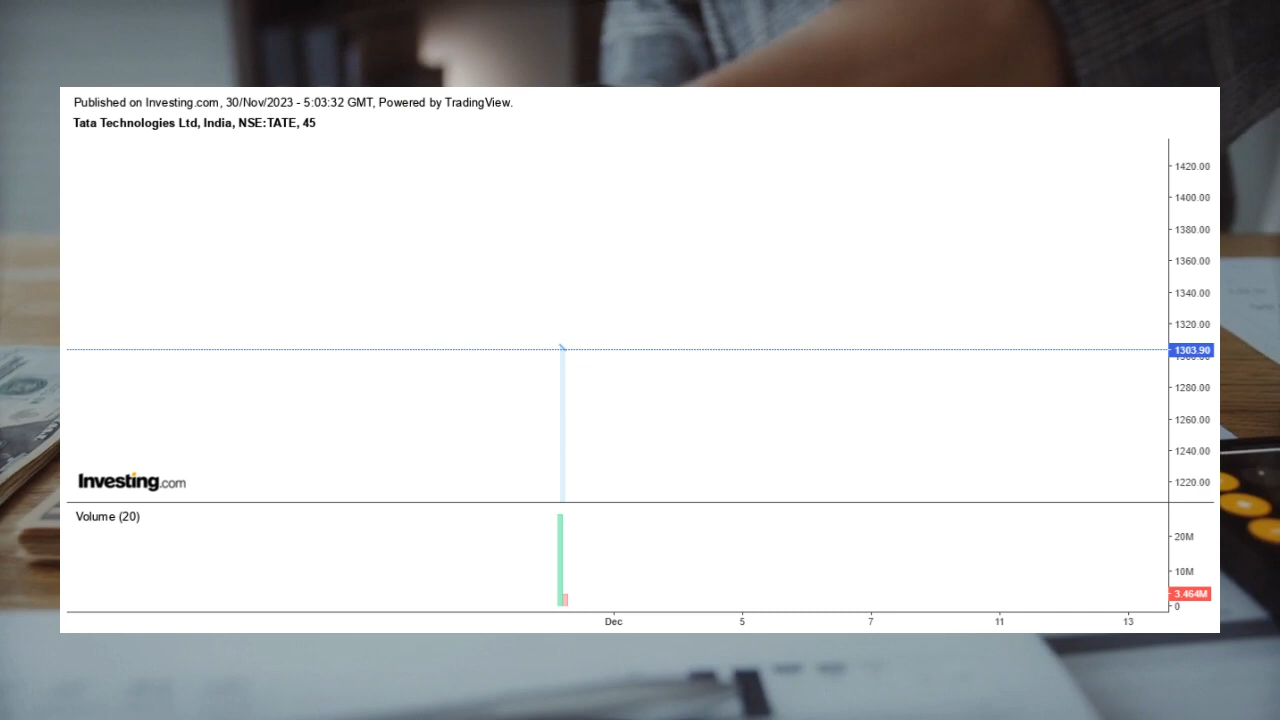 Published on Investing.com, 30/Nov/2023 - 5:03:32 GMT, Powered by TradingView.
Tata Technologies Ltd, India, NSE:TATE, 45
1420.00
1400.00
1380.00
1360.00
1340.00
1320.00
1303.90
1280.00
1260.00
1240.00
1220.00
Investing.com
Volume (20)
20M
10M
3.464M
0
Dec 5 7 11 13